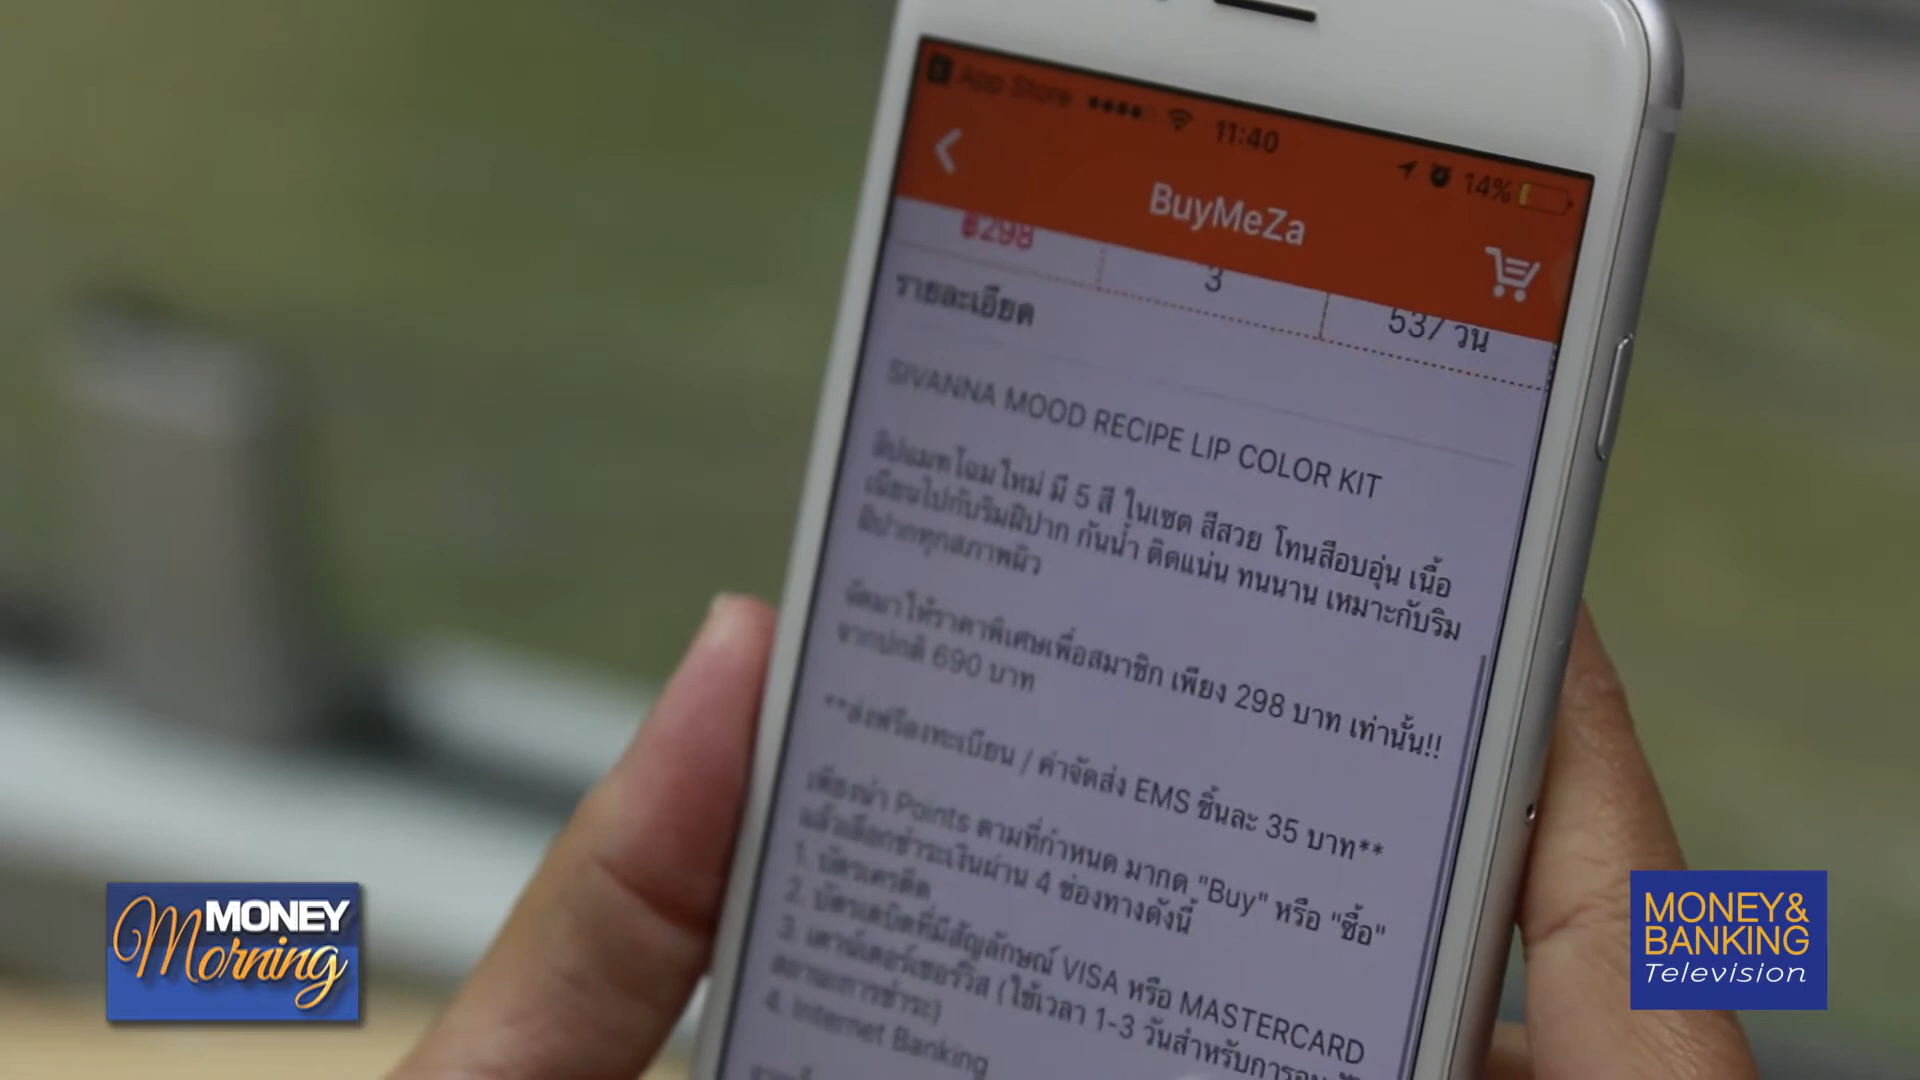 App Store 11:40 14%
BuyMeZa
฿298 3 537 วัน
รายละเอียด
SIVANNA MOOD RECIPE LIP COLOR KIT
ลิปแมทโฉมใหม่ มี 5 สี ในเซต สีสวย โทนสีอบอุ่น เนื้อ
เนียนไปกับริมฝีปาก กันน้ำ ติดแน่น ทนนาน เหมาะกับริม
ฝีปากทุกสภาพผิว
จัดมาให้ราคาพิเศษเพื่อสมาชิก เพียง 298 บาท เท่านั้น!!
จากปกติ 690 บาท
**ส่งฟรีลงทะเบียน / ค่าจัดส่ง EMS ชิ้นละ 35 บาท**
เพียงนำ Points ตามที่กำหนด มากด "Buy" หรือ "ซื้อ"
แล้วเลือกชำระเงินผ่าน 4 ช่องทางดังนี้
1. บัตรเครดิต
2. บัตรเดบิตที่มีสัญลักษณ์ VISA หรือ MASTERCARD
3. เคาน์เตอร์เซอร์วิส (ใช้เวลา 1-3 วันสำหรับการ
สถานะการชำระ)
4. Internet Banking
MONEY
Morning
MONEY&
BANKING
Television